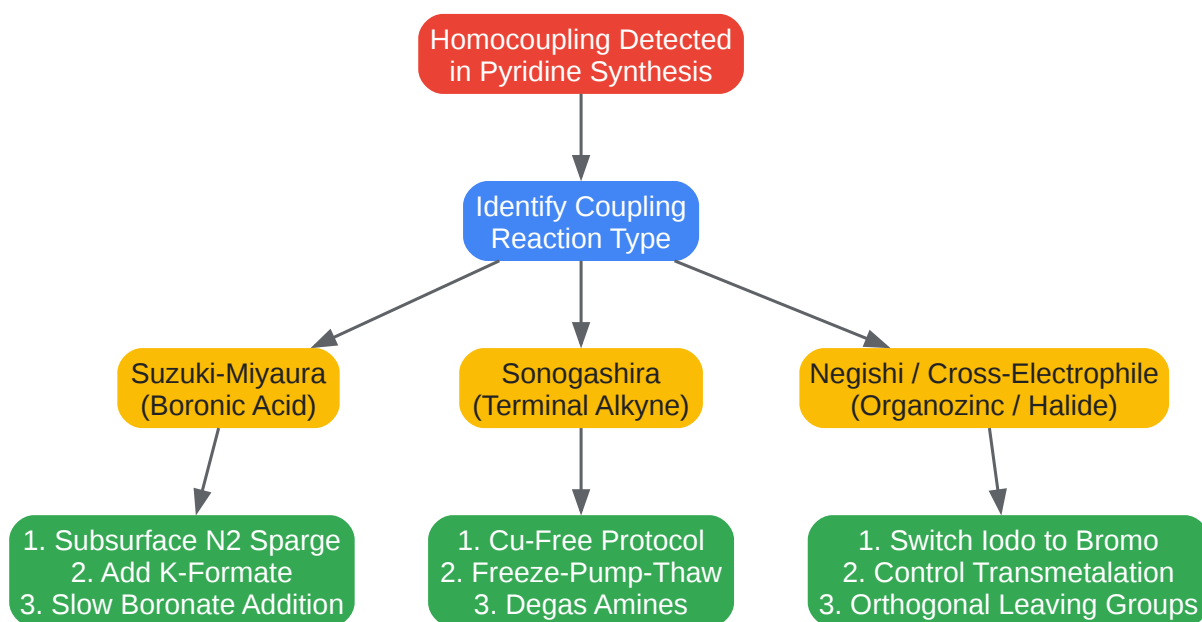 Homocoupling Detected
in Pyridine Synthesis
Identify Coupling
Reaction Type
Suzuki-Miyaura
(Boronic Acid)
Sonogashira
(Terminal Alkyne)
Negishi / Cross-Electrophile
(Organozinc / Halide)
1. Subsurface N2 Sparge
2. Add K-Formate
3. Slow Boronate Addition
1. Cu-Free Protocol
2. Freeze-Pump-Thaw
3. Degas Amines
1. Switch Iodo to Bromo
2. Control Transmetalation
3. Orthogonal Leaving Groups